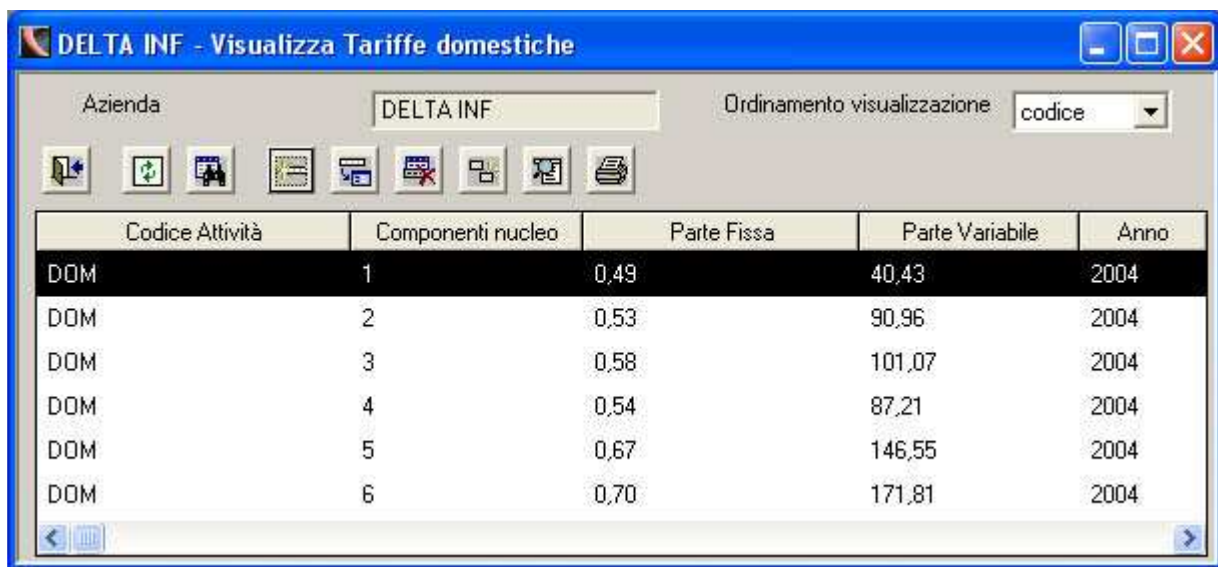 DELTA INF - Visualizza Tariffe domestiche
Azienda DELTA INF Ordinamento visualizzazione codice
Codice Attività Componenti nucleo Parte Fissa Parte Variabile Anno
DOM 1 0,49 40,43 2004
DOM 2 0,53 90,96 2004
DOM 3 0,58 101,07 2004
DOM 4 0,54 87,21 2004
DOM 5 0,67 146,55 2004
DOM 6 0,70 171,81 2004